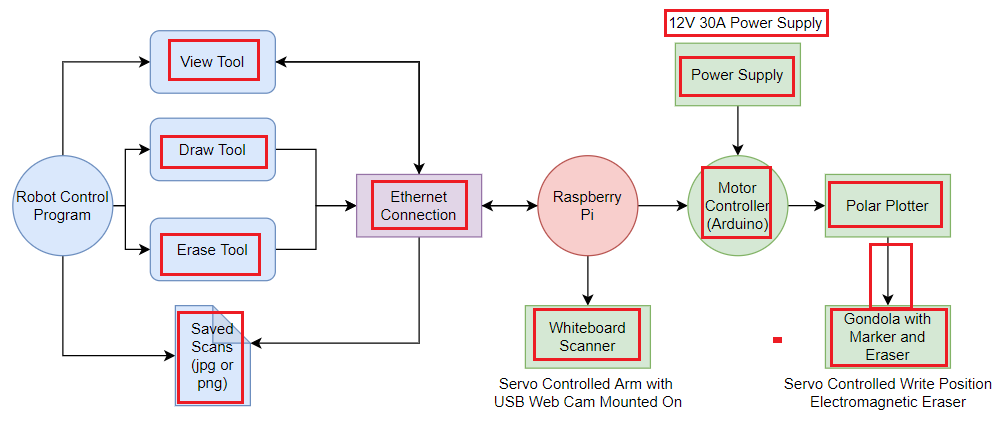 12V 30A Power Supply
View Tool
Power Supply
Draw Tool
Robot Control
Program
Ethernet
Connection
Raspberry
Pi
Motor
Controller
(Arduino)
Polar Plotter
Erase Tool
Saved
Scans
(jpg or
png)
Whiteboard
Scanner
Gondola with
Marker and
Eraser
Servo Controlled Arm with
USB Web Cam Mounted On
Servo Controlled Write Position
Electromagnetic Eraser